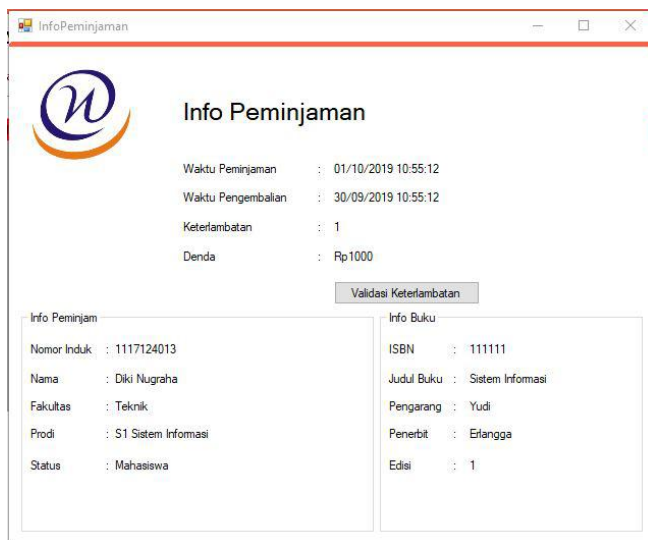 InfoPeminjaman
Info Peminjaman
Waktu Peminjaman : 01/10/2019 10:55:12
Waktu Pengembalian : 30/09/2019 10:55:12
Keterlambatan : 1
Denda : Rp1000
Validasi Keterlambatan
Info Peminjam
Nomor Induk : 1117124013
Nama : Diki Nugraha
Fakultas : Teknik
Prodi : S1 Sistem Informasi
Status : Mahasiswa
Info Buku
ISBN : 111111
Judul Buku : Sistem Informasi
Pengarang : Yudi
Penerbit : Erlangga
Edisi : 1